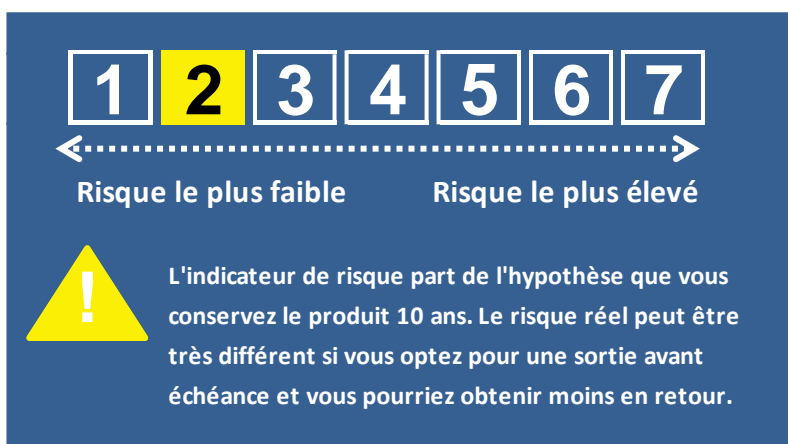 1 2 3 4 5 6 7
Risque le plus faible Risque le plus élevé
!
L'indicateur de risque part de l'hypothèse que vous
conservez le produit 10 ans. Le risque réel peut être
très différent si vous optez pour une sortie avant
échéance et vous pourriez obtenir moins en retour.